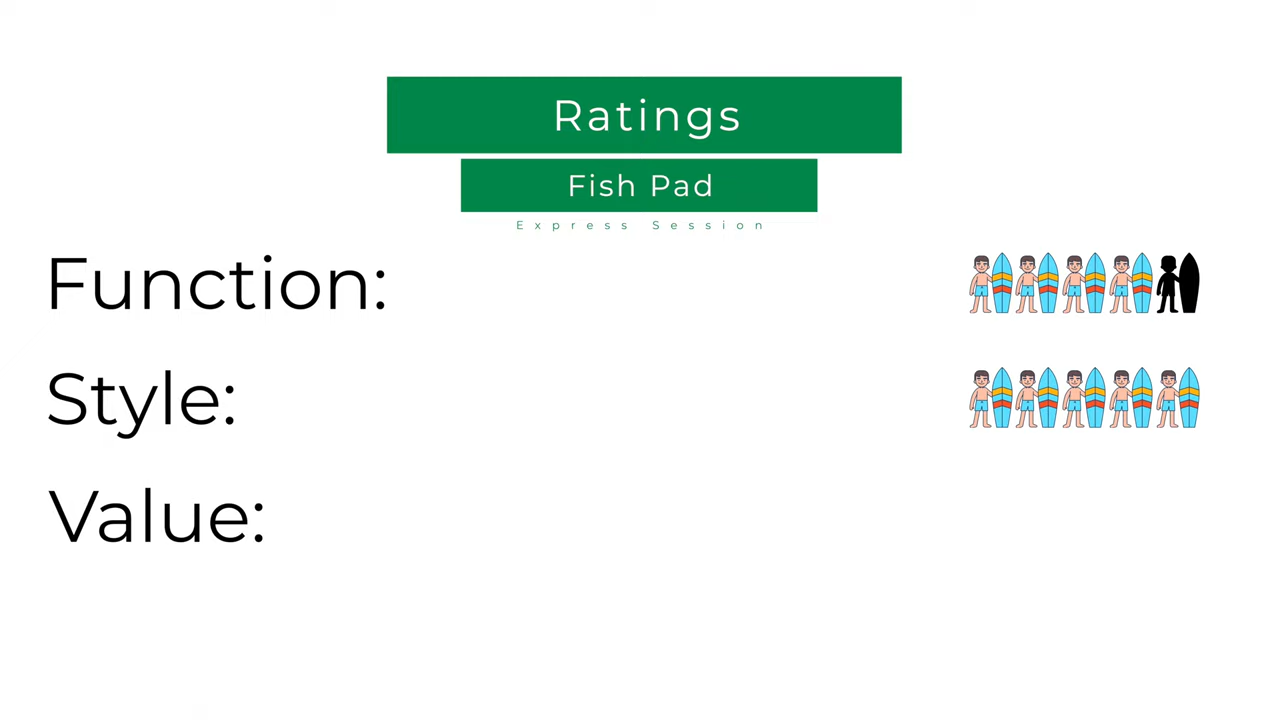 Ratings
Fish Pad
Express Session
Function:
Style:
Value: